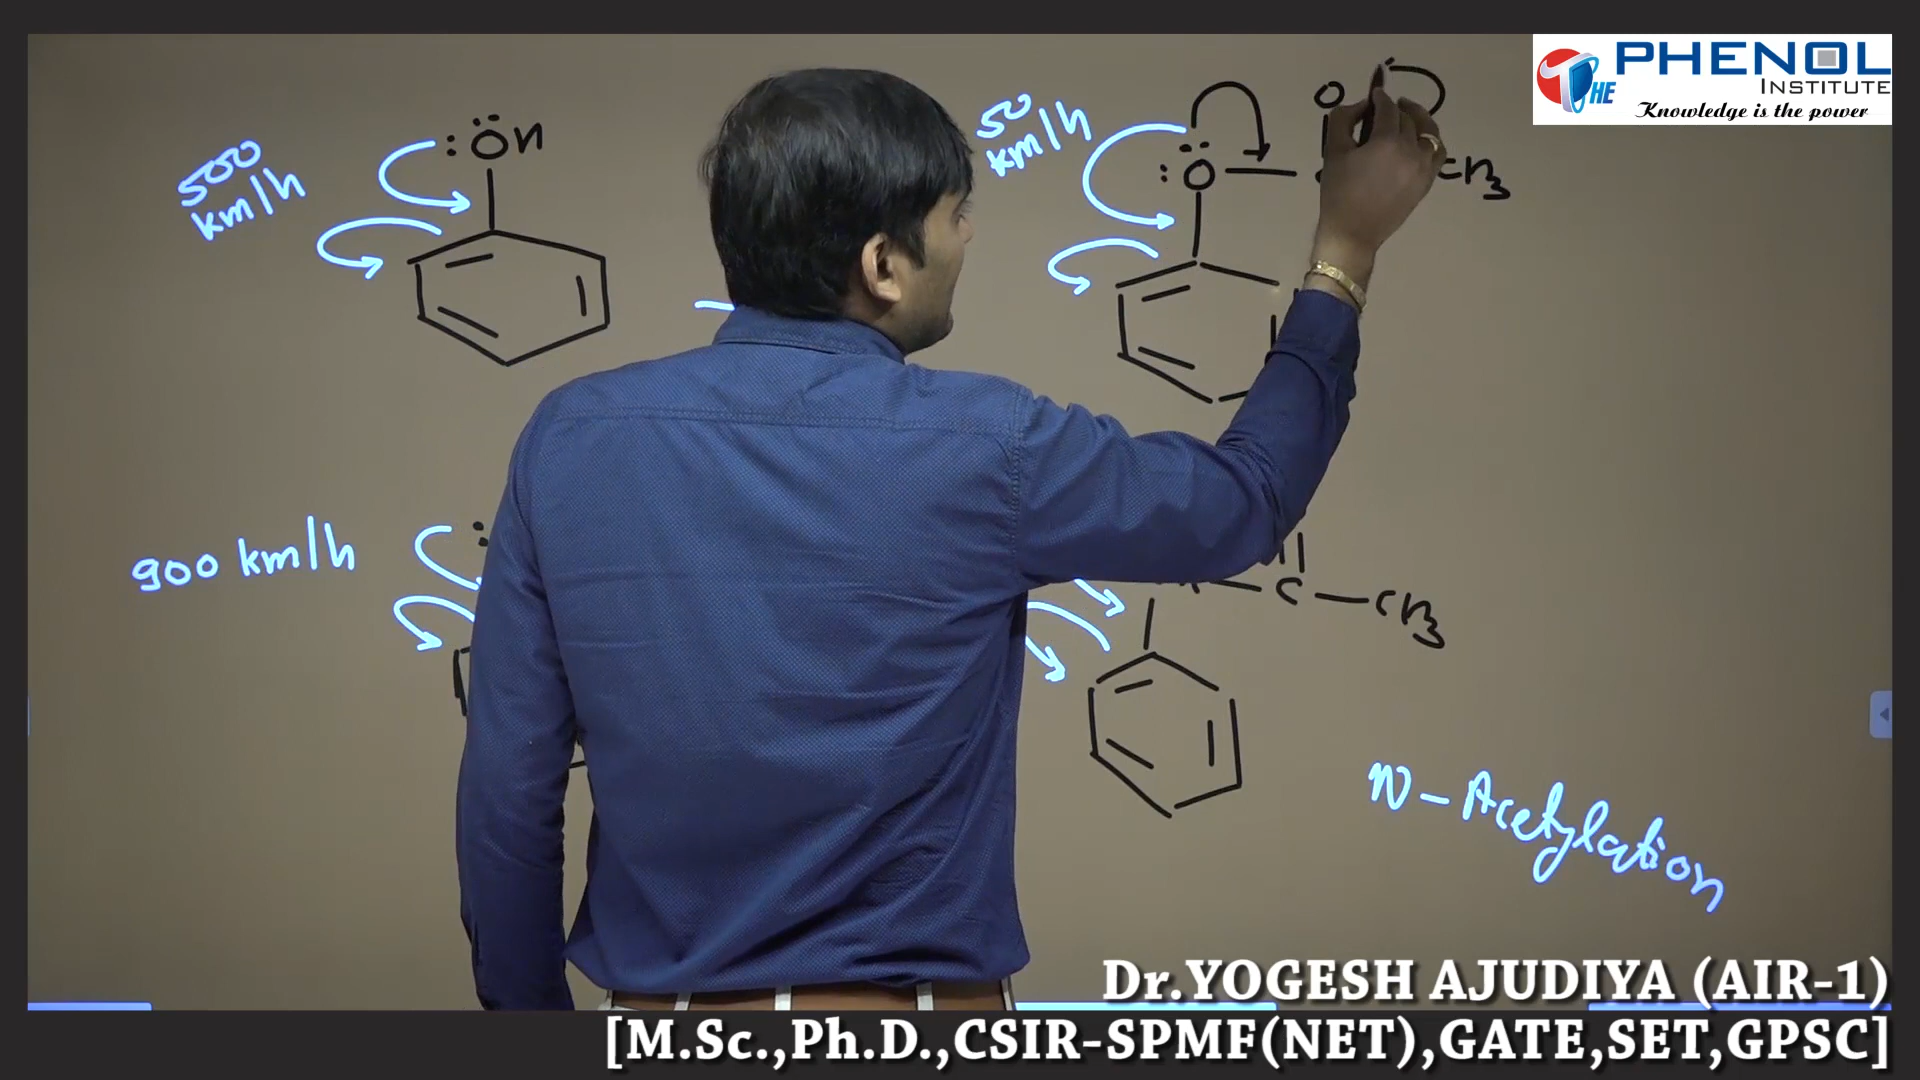 THE PHENOL
INSTITUTE
Knowledge is the power
500
km/h
:ÖH
50
km/h
:Ö
O
CH3
900 km/h
C
CH3
N-Acetylation
Dr.YOGESH AJUDIYA (AIR-1)
[M.Sc.,Ph.D.,CSIR-SPMF(NET),GATE,SET,GPSC]